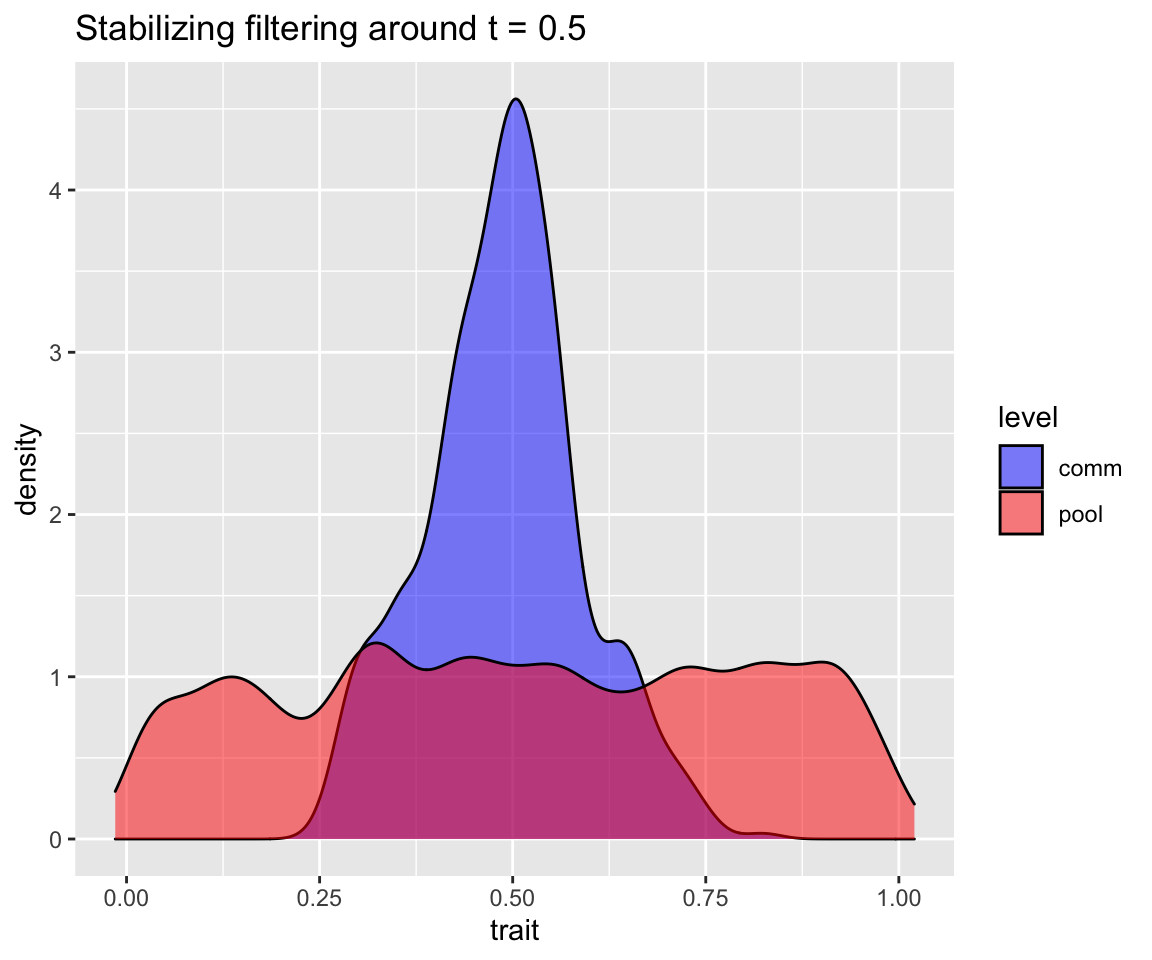 Stabilizing filtering around t = 0.5
density
4
3
2
1
0
0.00 0.25 0.50 0.75 1.00
trait
level
comm
pool